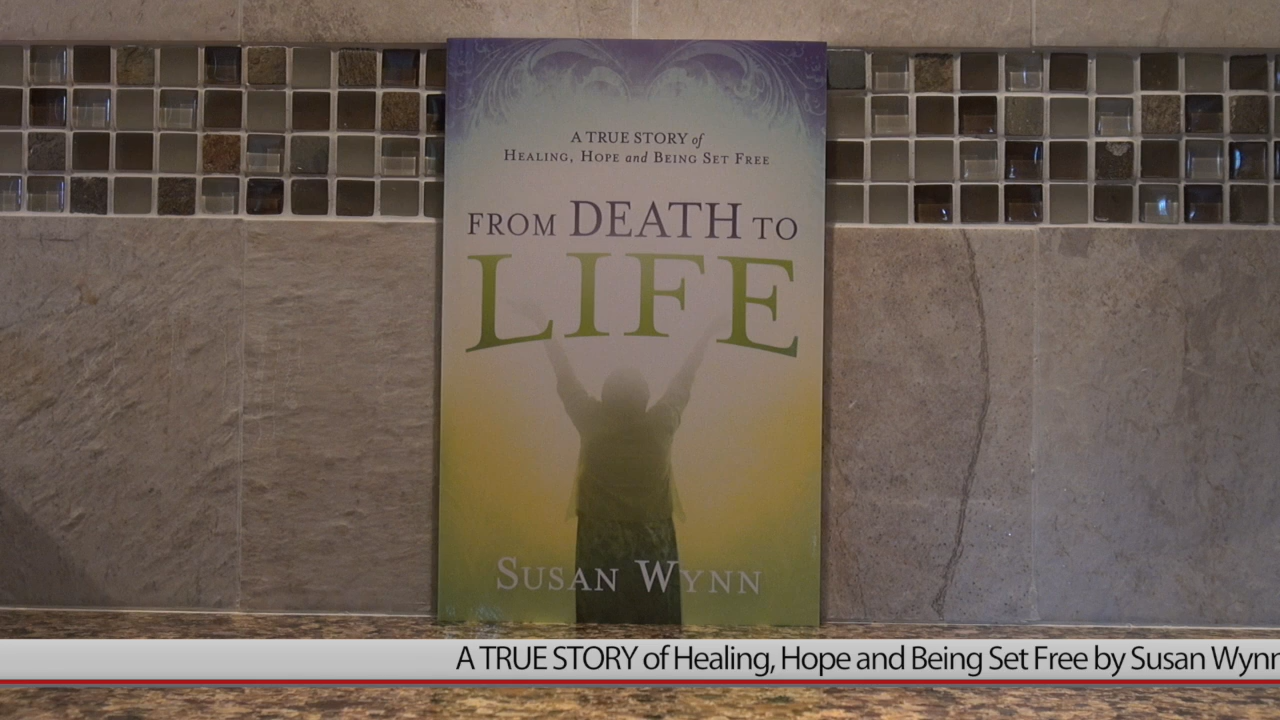 A TRUE STORY of
HEALING, HOPE and BEING SET FREE
FROM DEATH TO
LIFE
SUSAN WYNN
A TRUE STORY of Healing, Hope and Being Set Free by Susan Wynn